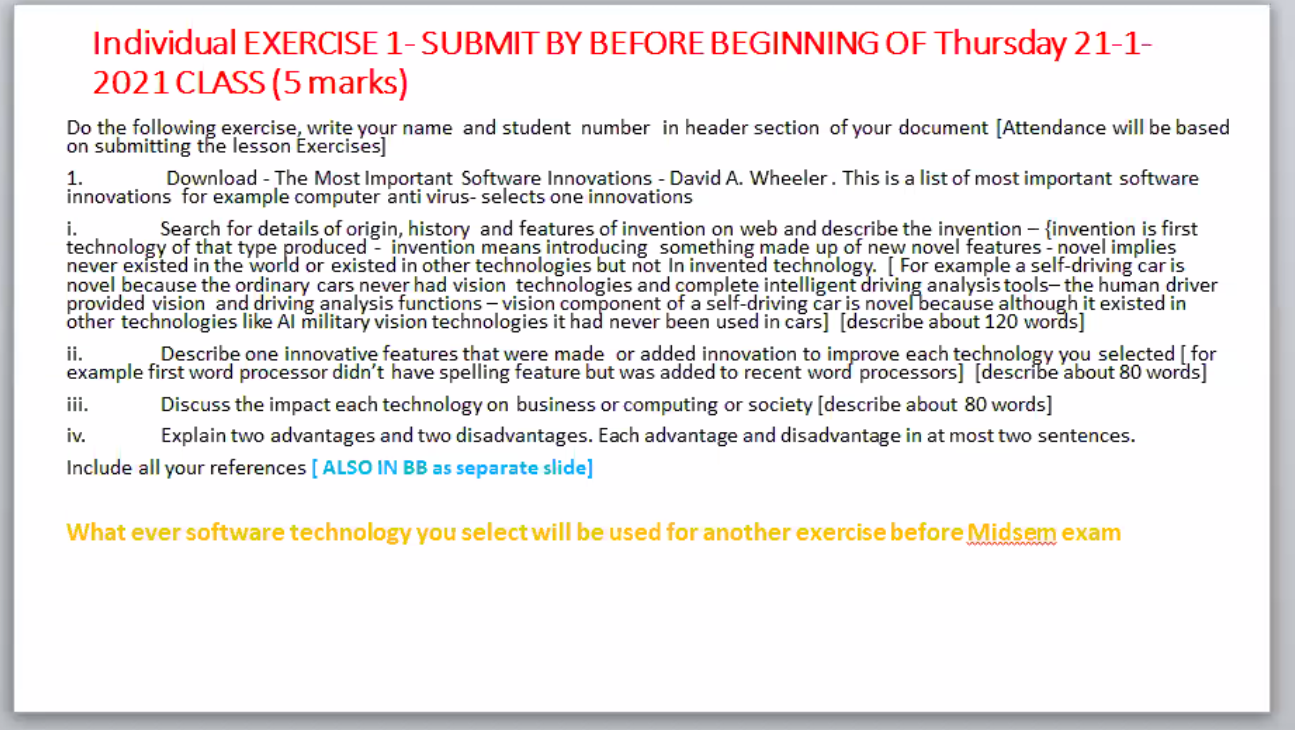 Individual EXERCISE 1- SUBMIT BY BEFORE BEGINNING OF Thursday 21-1-
2021 CLASS (5 marks)
Do the following exercise, write your name and student number in header section of your document [Attendance will be based
on submitting the lesson Exercises]
1. Download - The Most Important Software Innovations - David A. Wheeler . This is a list of most important software
innovations for example computer anti virus- selects one innovations
i. Search for details of origin, history and features of invention on web and describe the invention – {invention is first
technology of that type produced - invention means introducing something made up of new novel features - novel implies
never existed in the world or existed in other technologies but not In invented technology. [ For example a self-driving car is
novel because the ordinary cars never had vision technologies and complete intelligent driving analysis tools– the human driver
provided vision and driving analysis functions – vision component of a self-driving car is novel because although it existed in
other technologies like AI military vision technologies it had never been used in cars] [describe about 120 words]
ii. Describe one innovative features that were made or added innovation to improve each technology you selected [ for
example first word processor didn't have spelling feature but was added to recent word processors] [describe about 80 words]
iii. Discuss the impact each technology on business or computing or society [describe about 80 words]
iv. Explain two advantages and two disadvantages. Each advantage and disadvantage in at most two sentences.
Include all your references [ ALSO IN BB as separate slide]
What ever software technology you select will be used for another exercise before Midsem exam